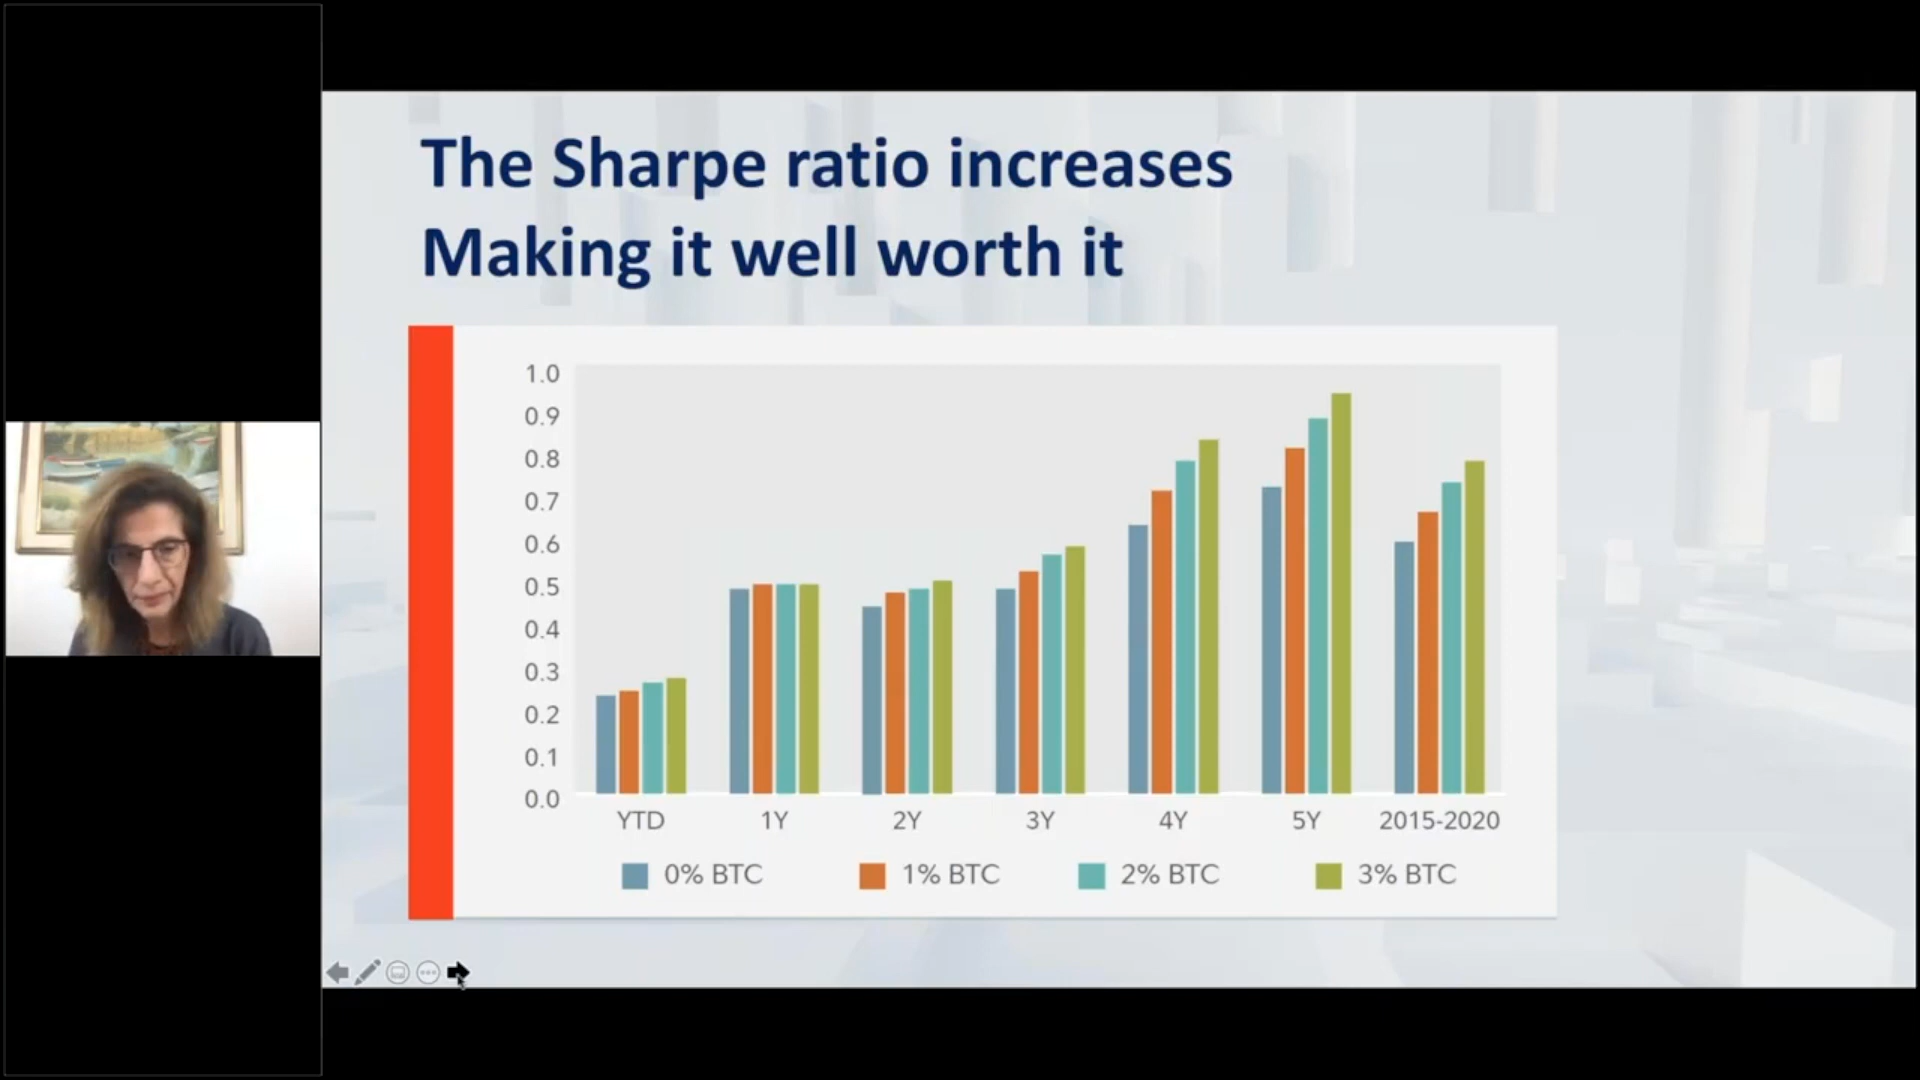 The Sharpe ratio increases
Making it well worth it
1.0
0.9
0.8
0.7
0.6
0.5
0.4
0.3
0.2
0.1
0.0
YTD 1Y 2Y 3Y 4Y 5Y 2015-2020
0% BTC 1% BTC 2% BTC 3% BTC